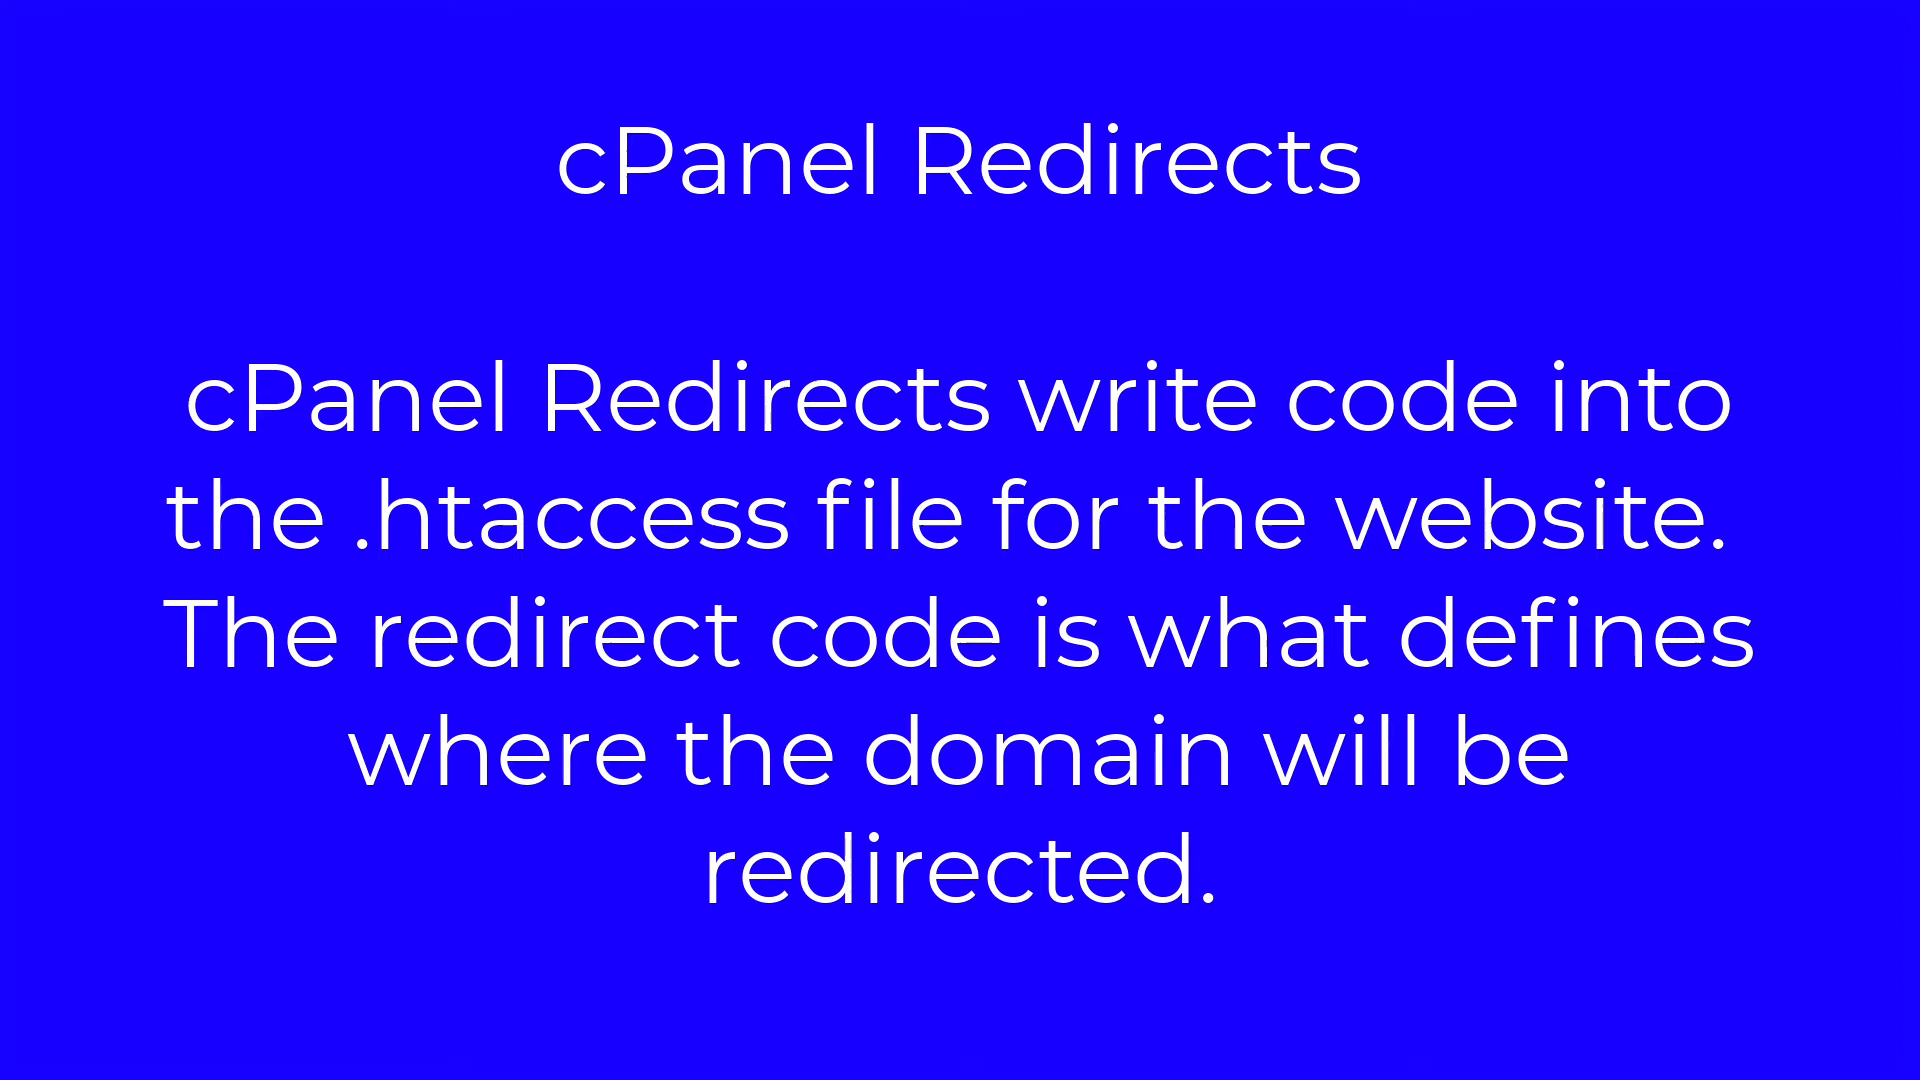 cPanel Redirects
cPanel Redirects write code into
the .htaccess file for the website.
The redirect code is what defines
where the domain will be
redirected.